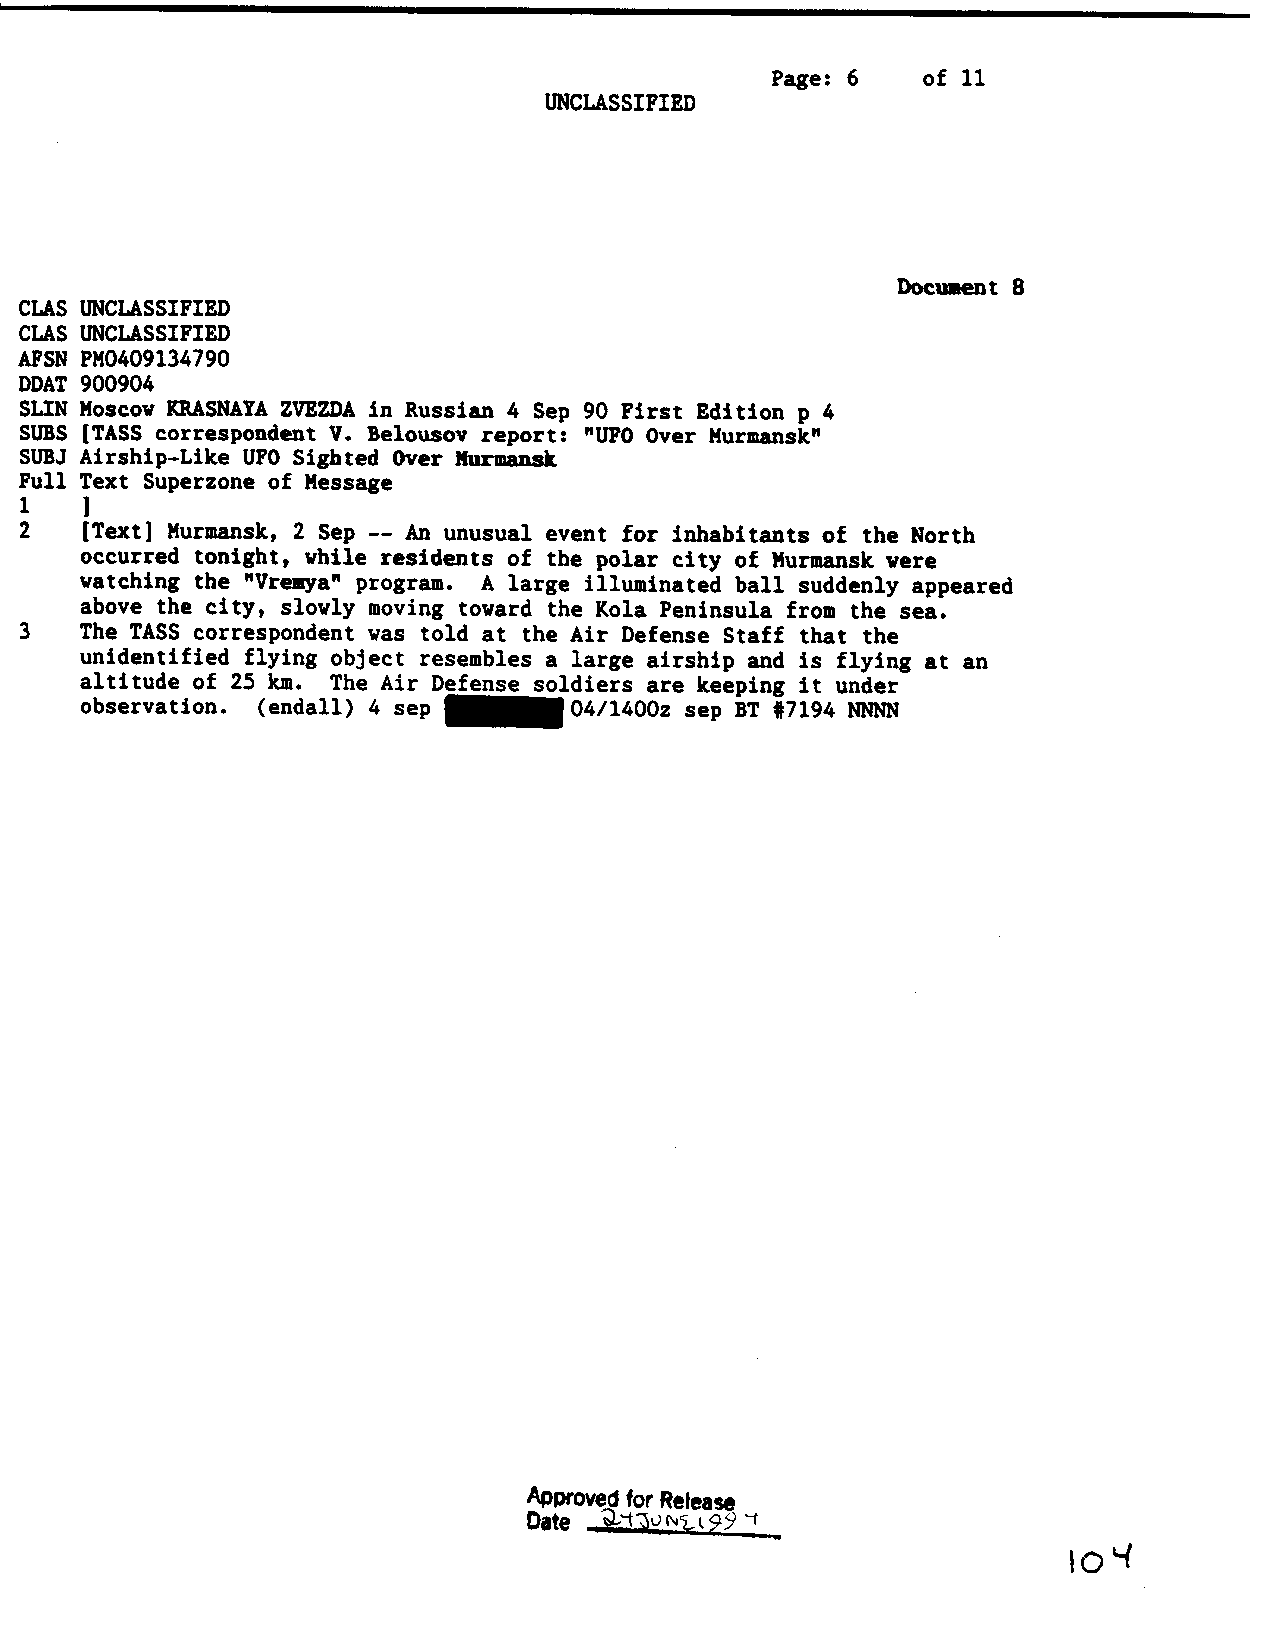 Page: 6 of 11
UNCLASSIFIED
Document 8
CLAS UNCLASSIFIED
CLAS UNCLASSIFIED
AFSN PM0409134790
DDAT 900904
SLIN Moscow KRASNAYA ZVEZDA in Russian 4 Sep 90 First Edition p 4
SUBS [TASS correspondent V. Belousov report: "UFO Over Murmansk"
SUBJ Airship-Like UFO Sighted Over Murmansk
Full Text Superzone of Message
1 ]
2 [Text] Murmansk, 2 Sep -- An unusual event for inhabitants of the North
occurred tonight, while residents of the polar city of Murmansk were
watching the "Vremya" program. A large illuminated ball suddenly appeared
above the city, slowly moving toward the Kola Peninsula from the sea.
3 The TASS correspondent was told at the Air Defense Staff that the
unidentified flying object resembles a large airship and is flying at an
altitude of 25 km. The Air Defense soldiers are keeping it under
observation. (endall) 4 sep 04/1400z sep BT #7194 NNNN
Approved for Release
Date 24 JUNE 1994
104